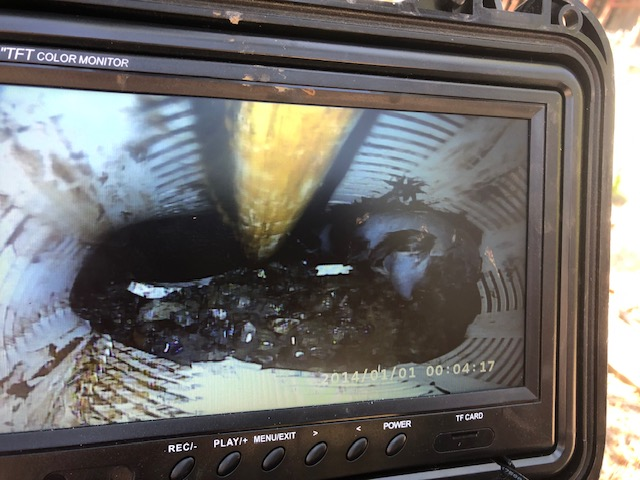 "TFT COLOR MONITOR
2014/01/01 00:04:17
REC/- PLAY/+ MENU/EXIT > < POWER TF CARD